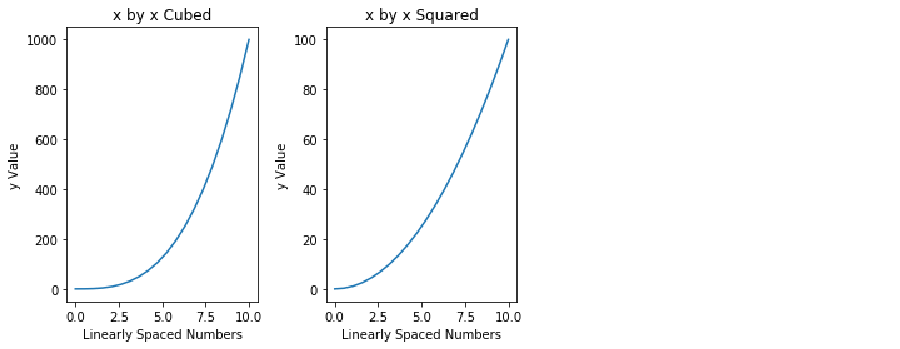 x by x Cubed
1000
800
600
400
200
0
y Value
0.0 2.5 5.0 7.5 10.0
Linearly Spaced Numbers
x by x Squared
100
80
60
40
20
0
y Value
0.0 2.5 5.0 7.5 10.0
Linearly Spaced Numbers